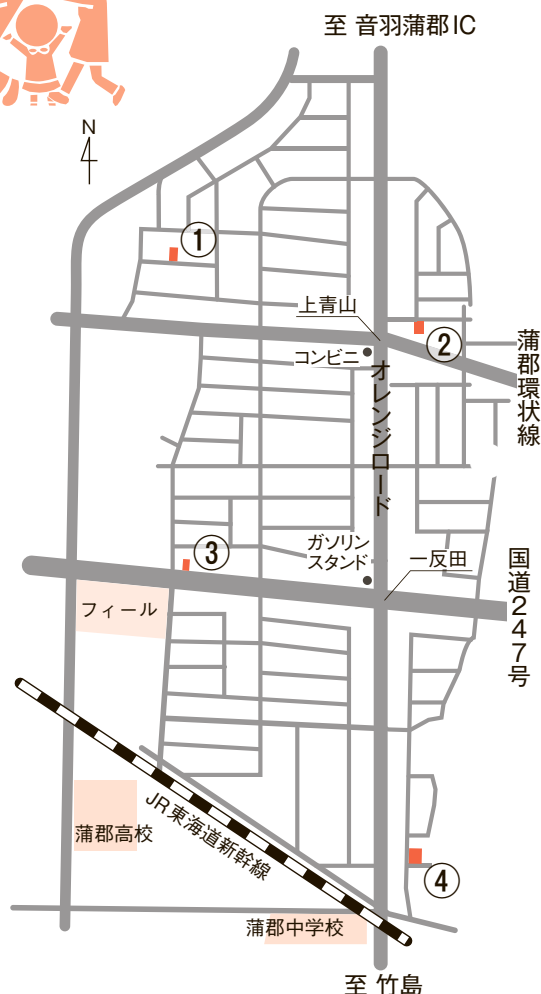 至 音羽蒲郡IC
N
①
上青山
②
コンビニ
蒲郡環状線
オレンジロード
③
ガソリン
スタンド
一反田
国道247号
フィール
JR東海道新幹線
蒲郡高校
④
蒲郡中学校
至 竹島